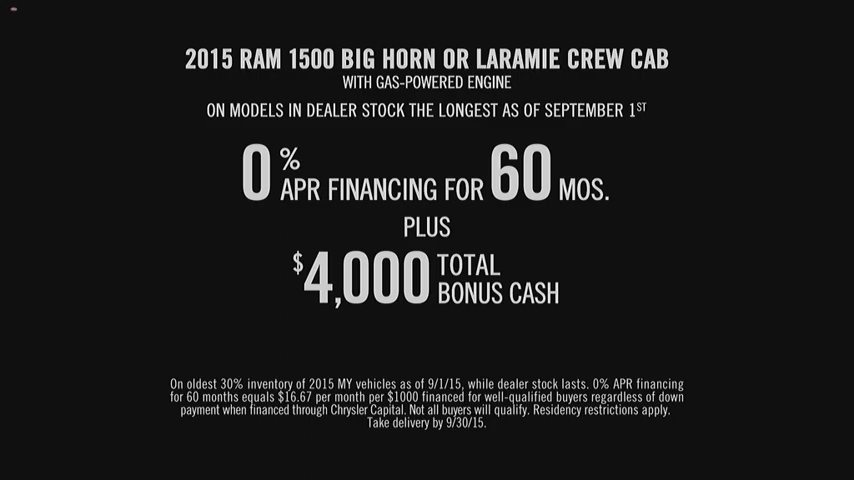 2015 RAM 1500 BIG HORN OR LARAMIE CREW CAB
WITH GAS-POWERED ENGINE
ON MODELS IN DEALER STOCK THE LONGEST AS OF SEPTEMBER 1ST
0% APR FINANCING FOR 60 MOS.
PLUS
$4,000 TOTAL BONUS CASH
On oldest 30% inventory of 2015 MY vehicles as of 9/1/15, while dealer stock lasts. 0% APR financing
for 60 months equals $16.67 per month per $1000 financed for well-qualified buyers regardless of down
payment when financed through Chrysler Capital. Not all buyers will qualify. Residency restrictions apply.
Take delivery by 9/30/15.